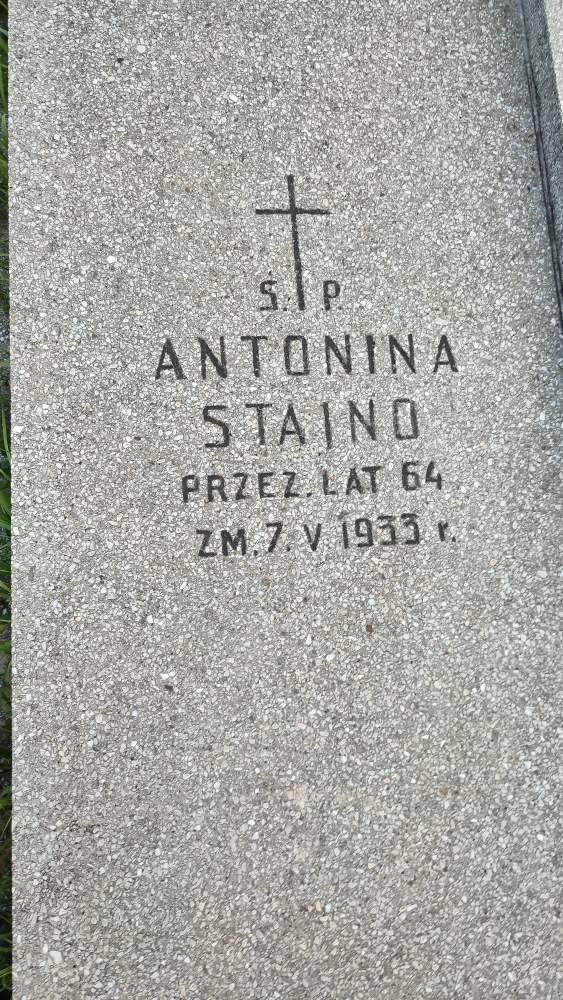 Ś. P.
ANTONINA
STAJNO
PRZEZ. LAT 64.
ZM. 7. V 1933 r.